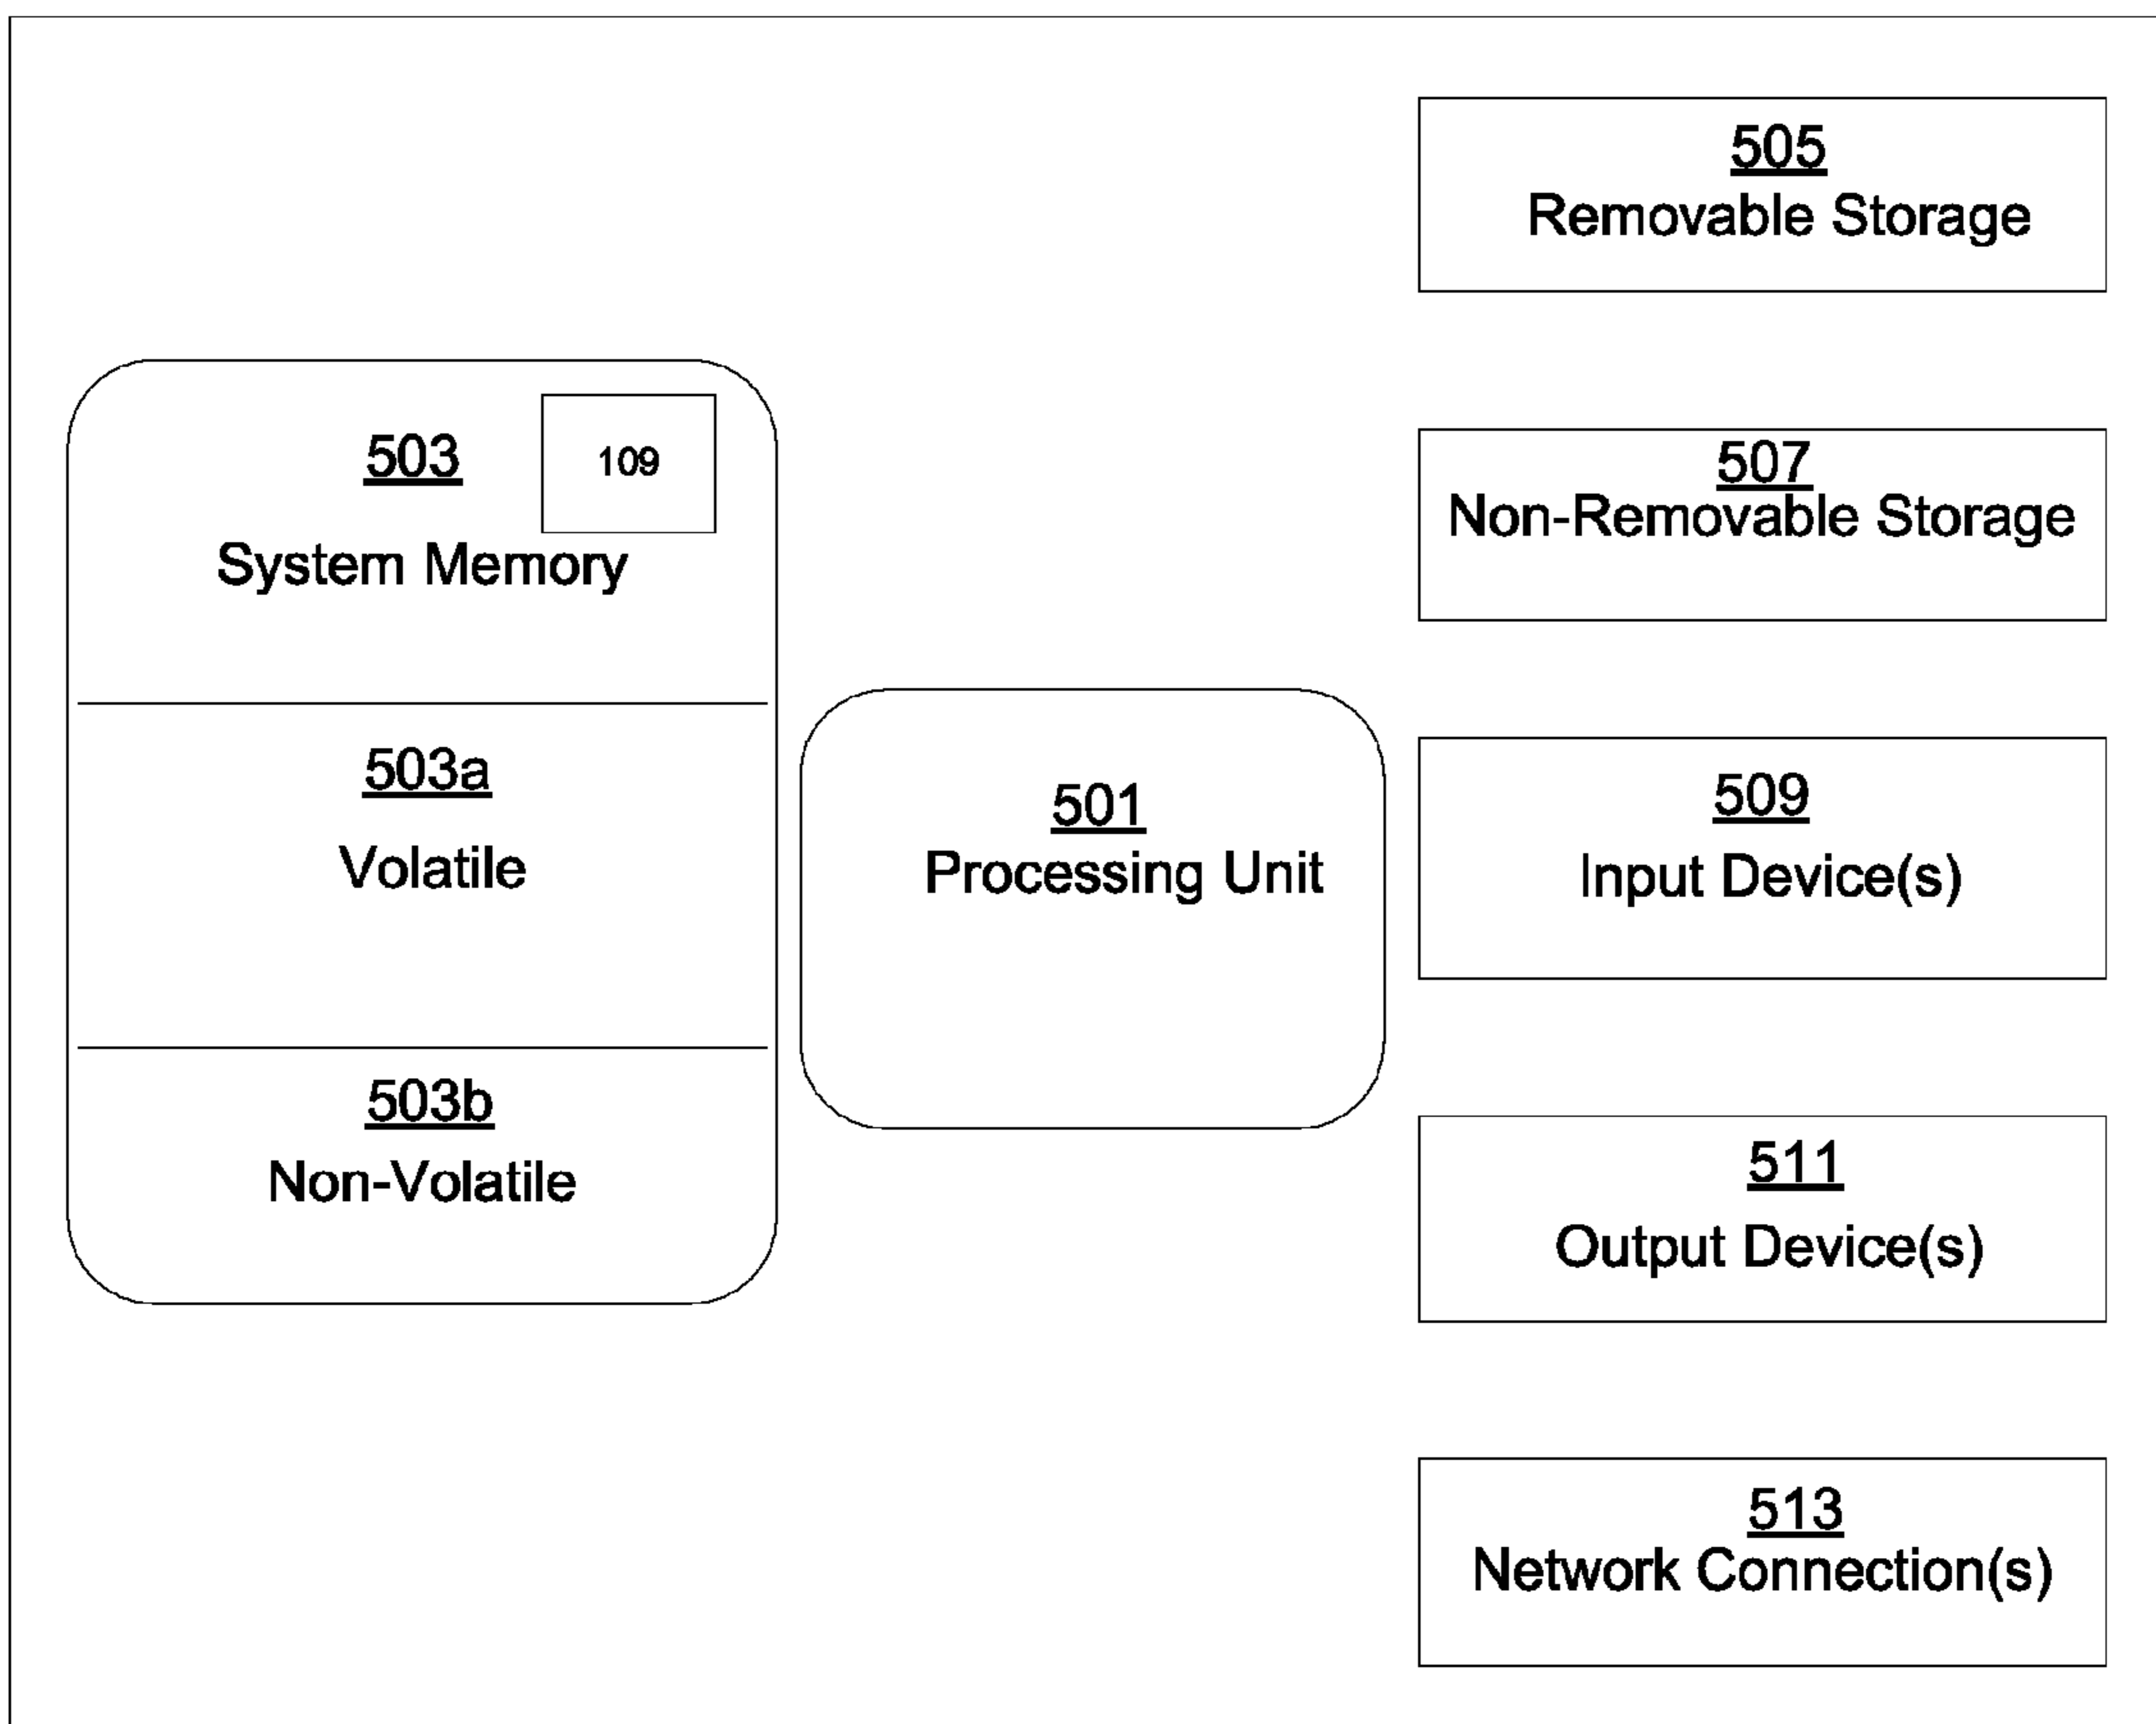 503
109
System Memory
503a
Volatile
503b
Non-Volatile
501
Processing Unit
505
Removable Storage
507
Non-Removable Storage
509
Input Device(s)
511
Output Device(s)
513
Network Connection(s)